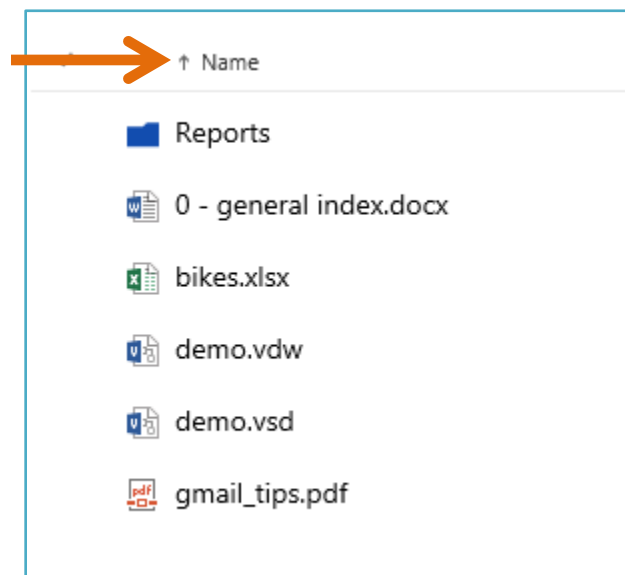 ↑ Name
Reports
0 - general index.docx
bikes.xlsx
demo.vdw
demo.vsd
gmail_tips.pdf